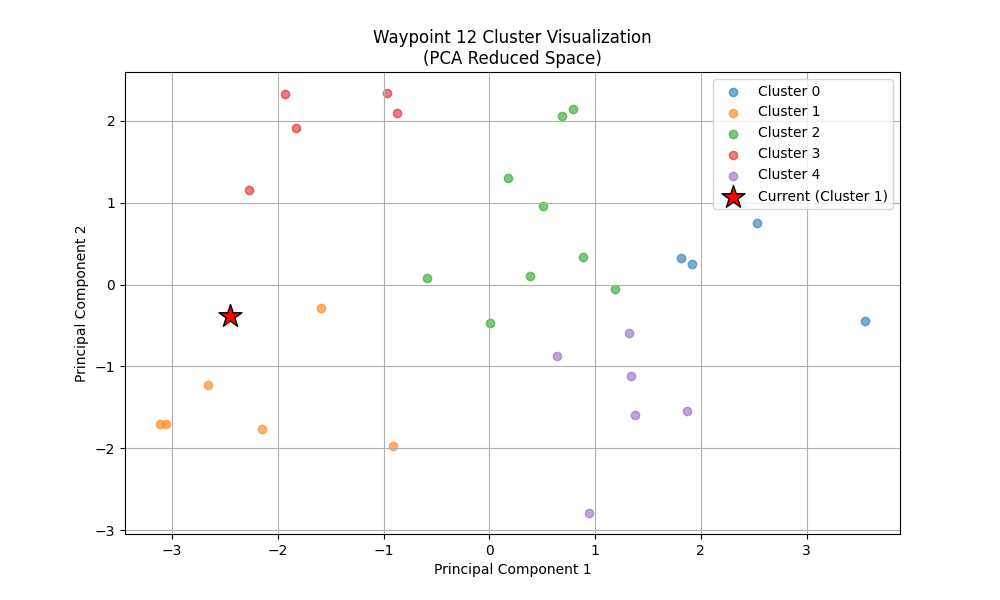 Waypoint 12 Cluster Visualization
(PCA Reduced Space)
Cluster 0
Cluster 1
Cluster 2
Cluster 3
Cluster 4
Current (Cluster 1)
Principal Component 2
2
1
0
−1
−2
−3
−3
−2
−1
0
1
2
3
Principal Component 1